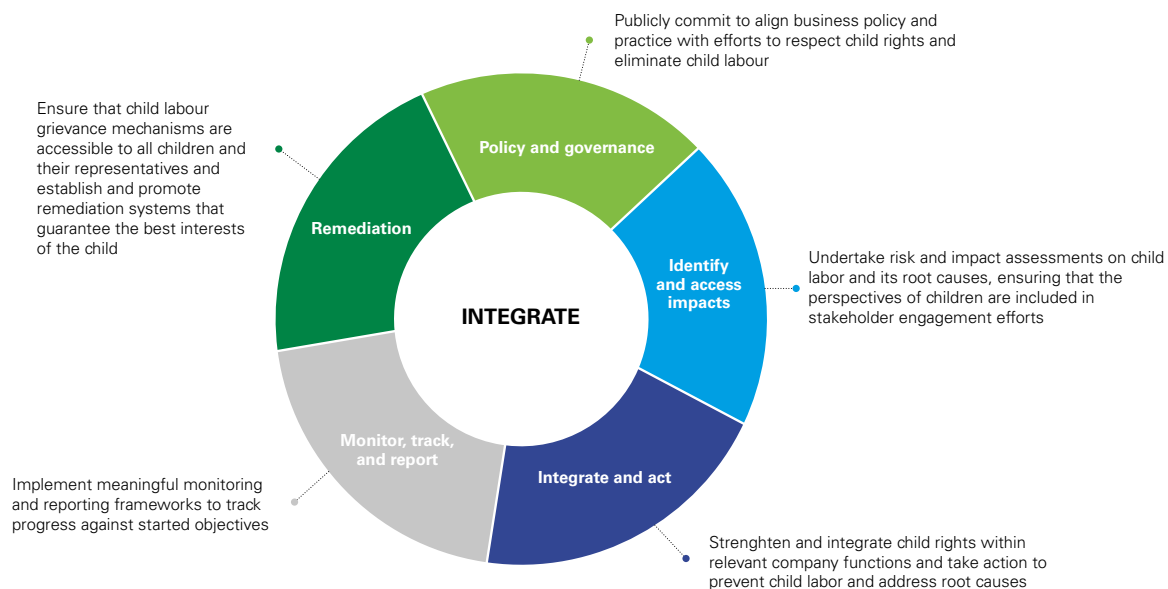 Publicly commit to align business policy and
practice with efforts to respect child rights and
eliminate child labour
Ensure that child labour
grievance mechanisms are
accessible to all children and
their representatives and
establish and promote
remediation systems that
guarantee the best interests
of the child
Policy and governance
Remediation
Identify
and access
impacts
Undertake risk and impact assessments on child
labor and its root causes, ensuring that the
perspectives of children are included in
stakeholder engagement efforts
INTEGRATE
Monitor, track,
and report
Integrate and act
Implement meaningful monitoring
and reporting frameworks to track
progress against started objectives
Strenghten and integrate child rights within
relevant company functions and take action to
prevent child labor and address root causes